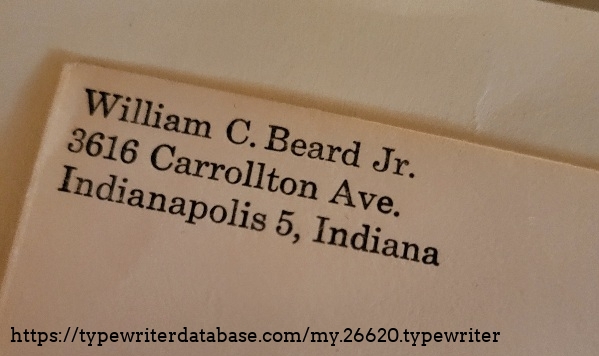 William C. Beard Jr.
3616 Carrollton Ave.
Indianapolis 5, Indiana
https://typewriterdatabase.com/my.26620.typewriter